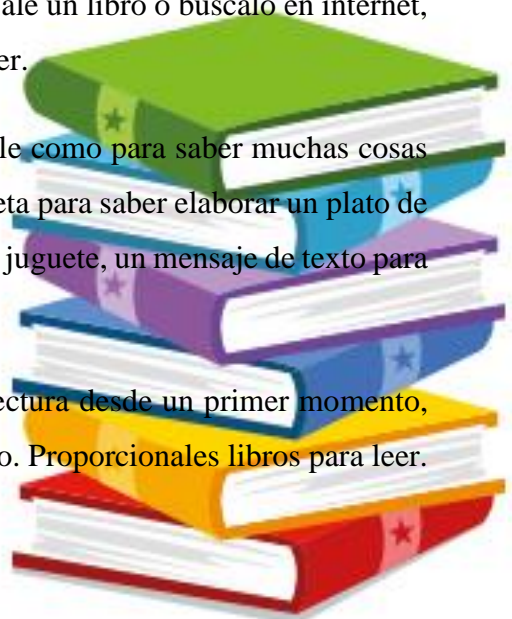 ale un libro o búscalo en internet,
er.
le como para saber muchas cosas
eta para saber elaborar un plato de
juguete, un mensaje de texto para
ectura desde un primer momento,
o. Proporcionales libros para leer.